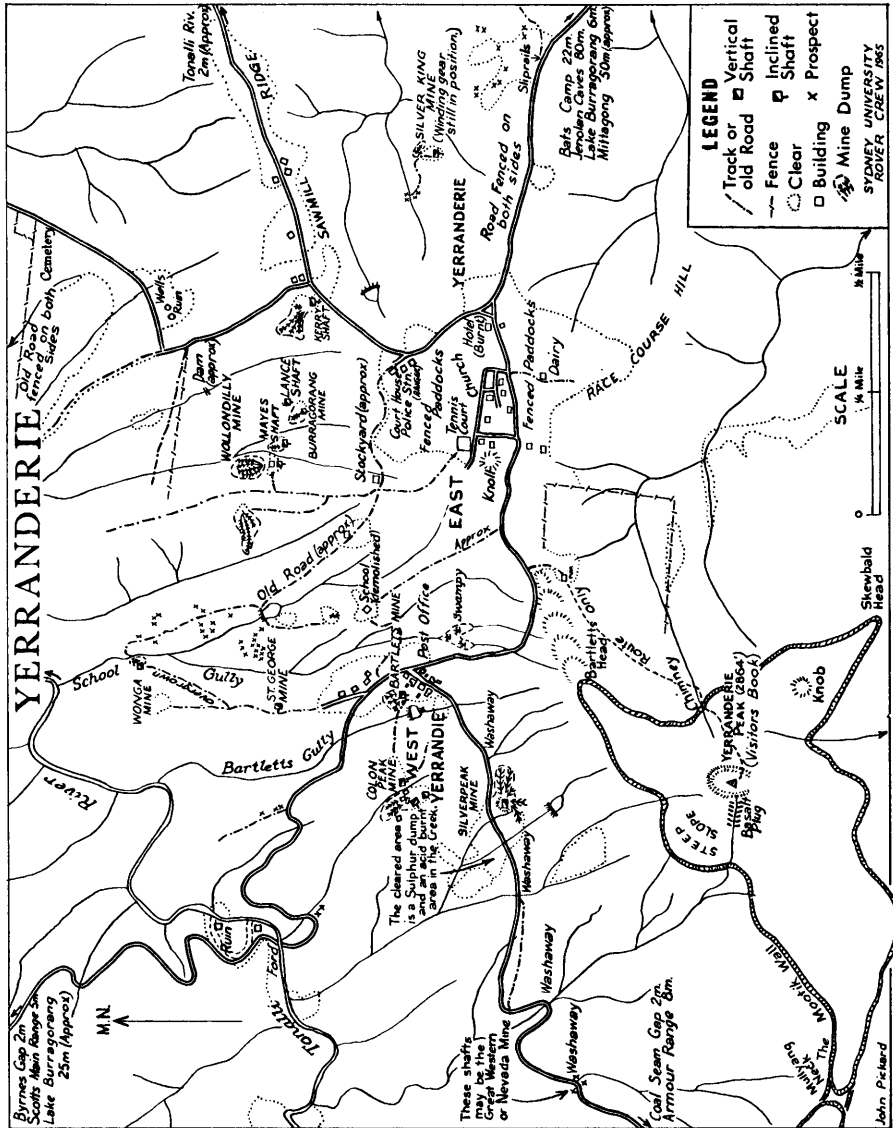 YERRANDERIE
Byrnes Gap 2m
Scotts Main Range 5m
Lake Burragorang
25m (Approx)
M.N.
River
School
Gully
WONGA
MINE
overgrown
ST. GEORGE
MINE
Old Road (approx)
Old Road
fenced on both
Sides
Cemetery
Dam
(approx)
Wells
Ruin
Tonalli Riv.
2m (Approx)
SAWMILL
RIDGE
WOLLONDILLY
MINE
MAYES
SHAFT
LANCE
SHAFT
BURRAGORANG
MINE
KERRY
SHAFT
SILVER KING
MINE
(Winding gear
still in position)
Bartletts Gully
Ruin
Ford
Tonalli
COLON
PEAK
MINE
WEST
YERRANDIE
The cleared area
is a Sulphur dump
and an acid burnt
area in the Creek.
BARTLETTS MINE
Post Office
School
(demolished)
Stockyard (approx)
Court House
Police Stn.
Fenced
Paddocks
Tennis
Court
Church
EAST
YERRANDERIE
Knoll
Hotel
(Burnt)
Road Fenced on
both sides
Sliprails
Bats Camp 22m.
Jenolan Caves 80m.
Lake Burragorang 6m.
Mittagong 50m (approx)
Approx
Swampy
SILVERPEAK
MINE
Washaway
Washaway
Washaway
Washaway
These shafts
may be the
Great Western
or Nevada Mine
Coal Seam Gap 2m.
Armour Range 8m.
Fenced Paddocks
Dairy
RACE COURSE HILL
Bartletts
Head
Route only
Chimney
STEEP
SLOPE
YERRANDERIE
PEAK (2864')
(Visitors Book)
Basalt
Plug
Knob
Skewbald
Head
The Mootik Wall
Mullyang
Neck
John Pickard
SCALE
0
¼ Mile
½ Mile
LEGEND
Track or
old Road
Fence
Clear
Building
Vertical
Shaft
Inclined
Shaft
x Prospect
Mine Dump
SYDNEY UNIVERSITY
ROVER CREW 1965